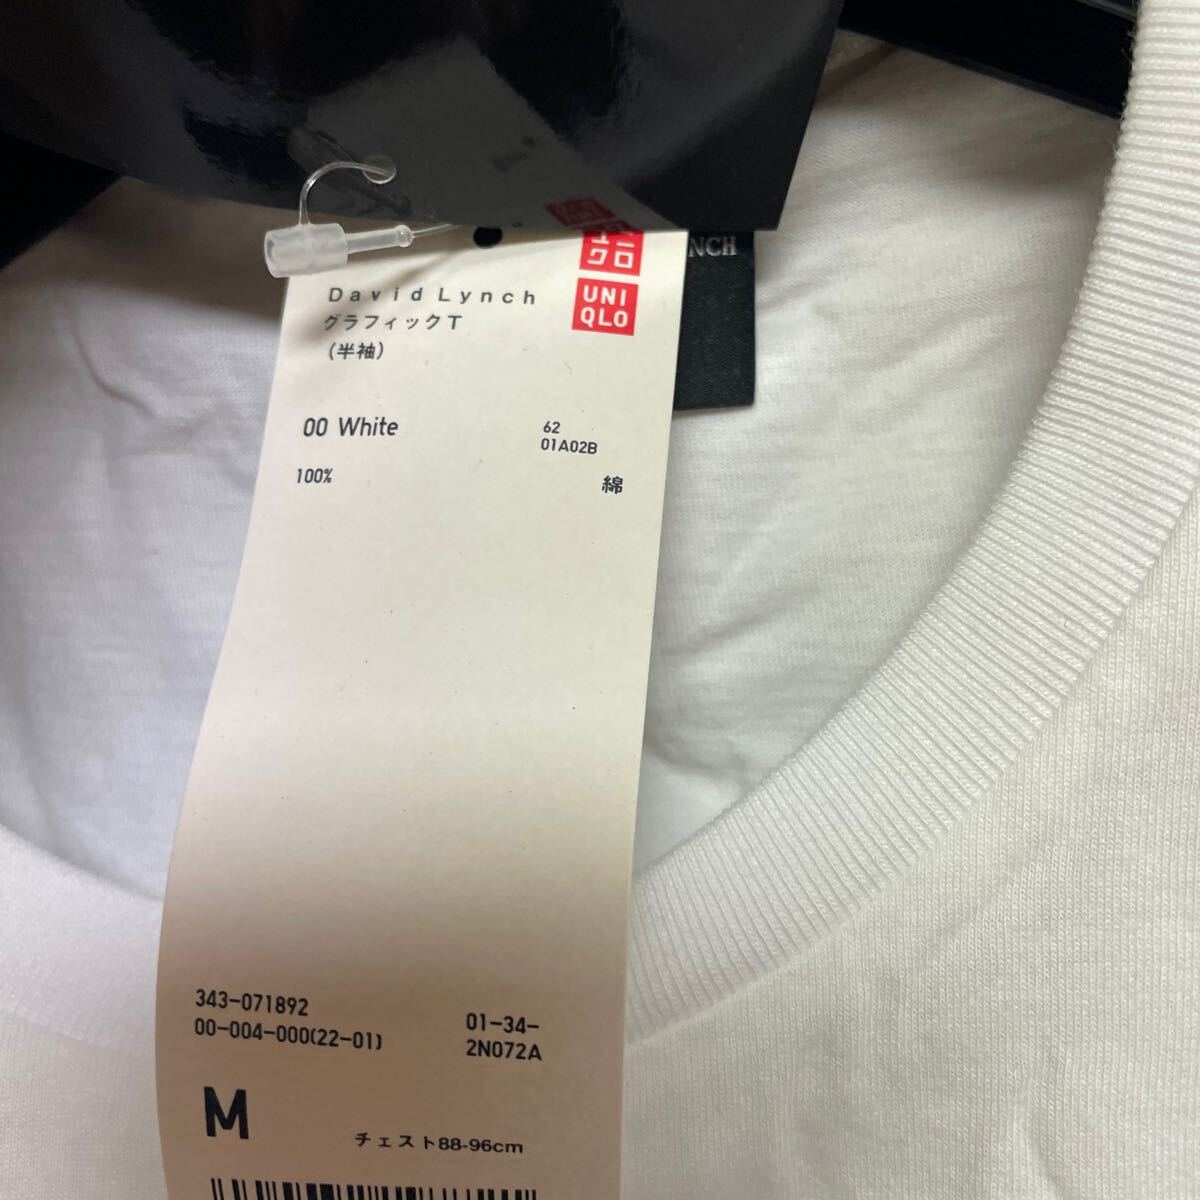 ユニ
クロ
UNI
QLO
NCH
David Lynch
グラフィックT
(半袖)
00 White
62
01A02B
100%
綿
343-071892
00-004-000(22-01)
01-34-
2N072A
M
チェスト88-96cm